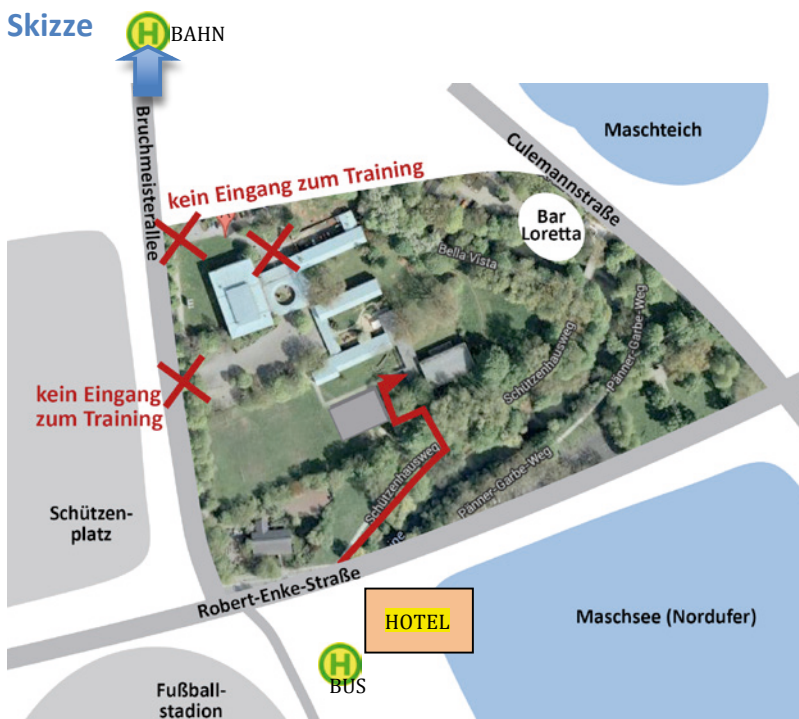 Skizze
H
BAHN
Bruchmeisterallee
Maschteich
Culemannstraße
kein Eingang zum Training
Bar
Loretta
Bella Vista
Schützenhausweg
Panner-Garbe-Weg
kein Eingang
zum Training
Schützenhausweg
Panner-Garbe-Weg
Schützen-
platz
Robert-Enke-Straße
HOTEL
Maschsee (Nordufer)
H
BUS
Fußball-
stadion